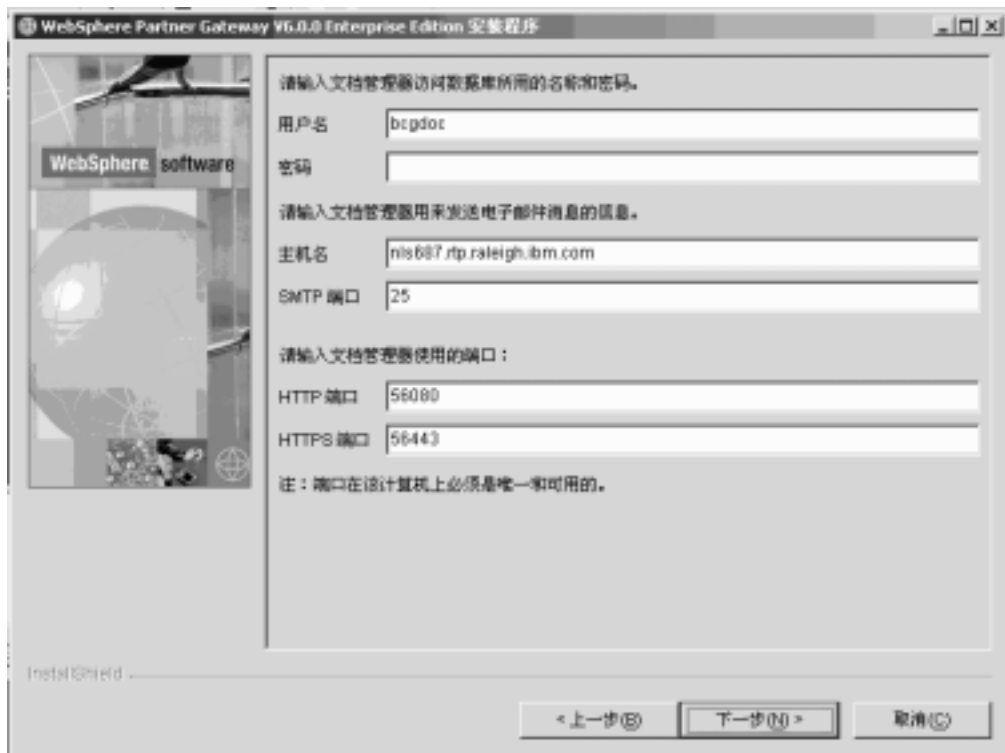 WebSphere Partner Gateway V6.0.0 Enterprise Edition 安装程序
WebSphere software
请输入文档管理器访问数据库所用的名称和密码。
用户名 bcgdoc
密码
请输入文档管理器用来发送电子邮件消息的信息。
主机名 nls687.rtp.raleigh.ibm.com
SMTP 端口 25
请输入文档管理器使用的端口：
HTTP 端口 56080
HTTPS 端口 56443
注：端口在该计算机上必须是唯一和可用的。
InstallShield
< 上一步(B)
下一步(N) >
取消(C)